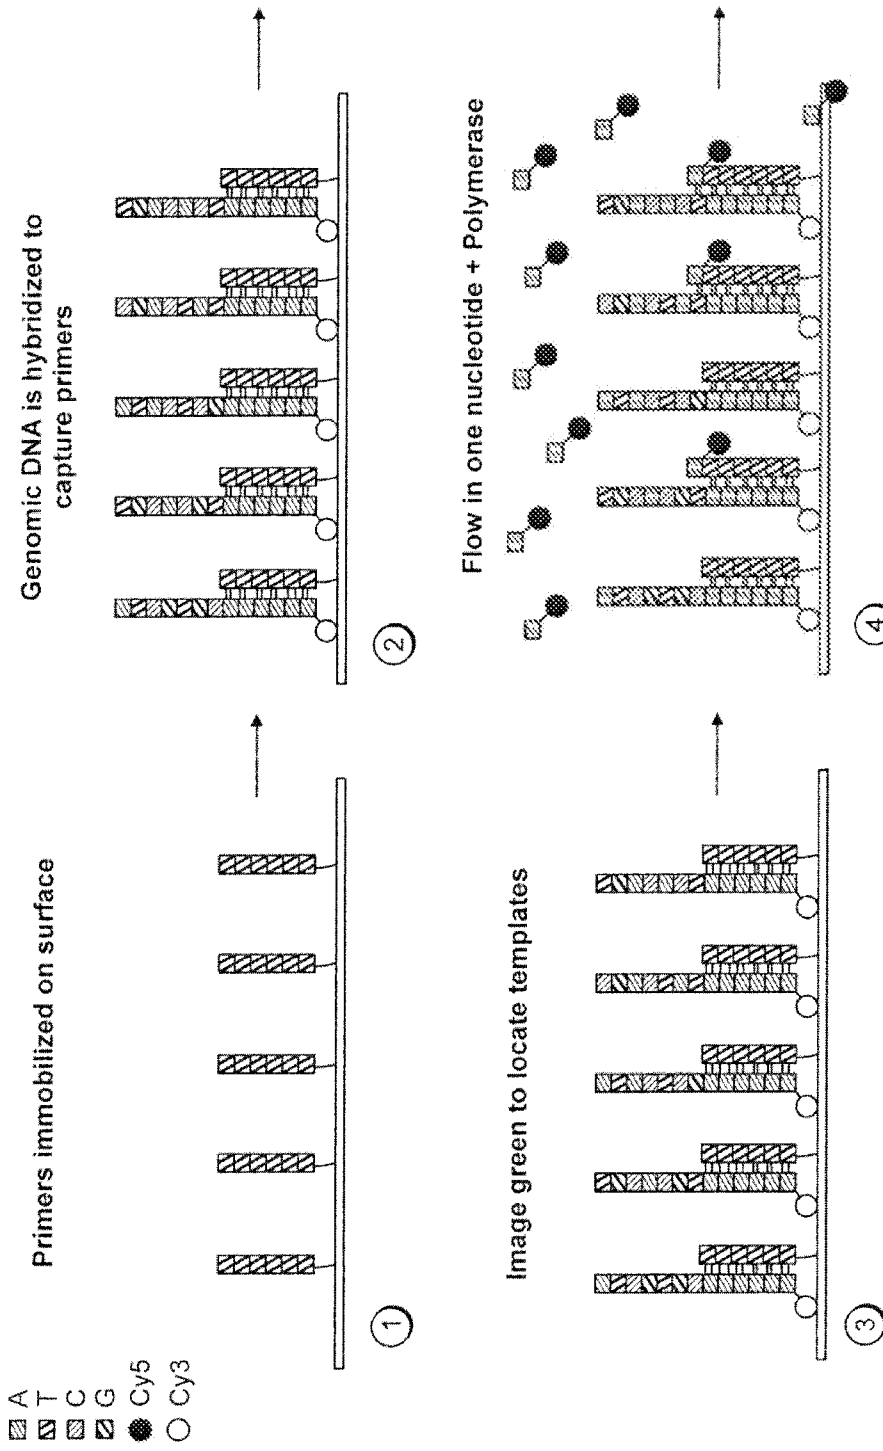 A
T
C
G
Cy5
Cy3
Primers immobilized on surface
1
Genomic DNA is hybridized to
capture primers
2
Image green to locate templates
3
Flow in one nucleotide + Polymerase
4